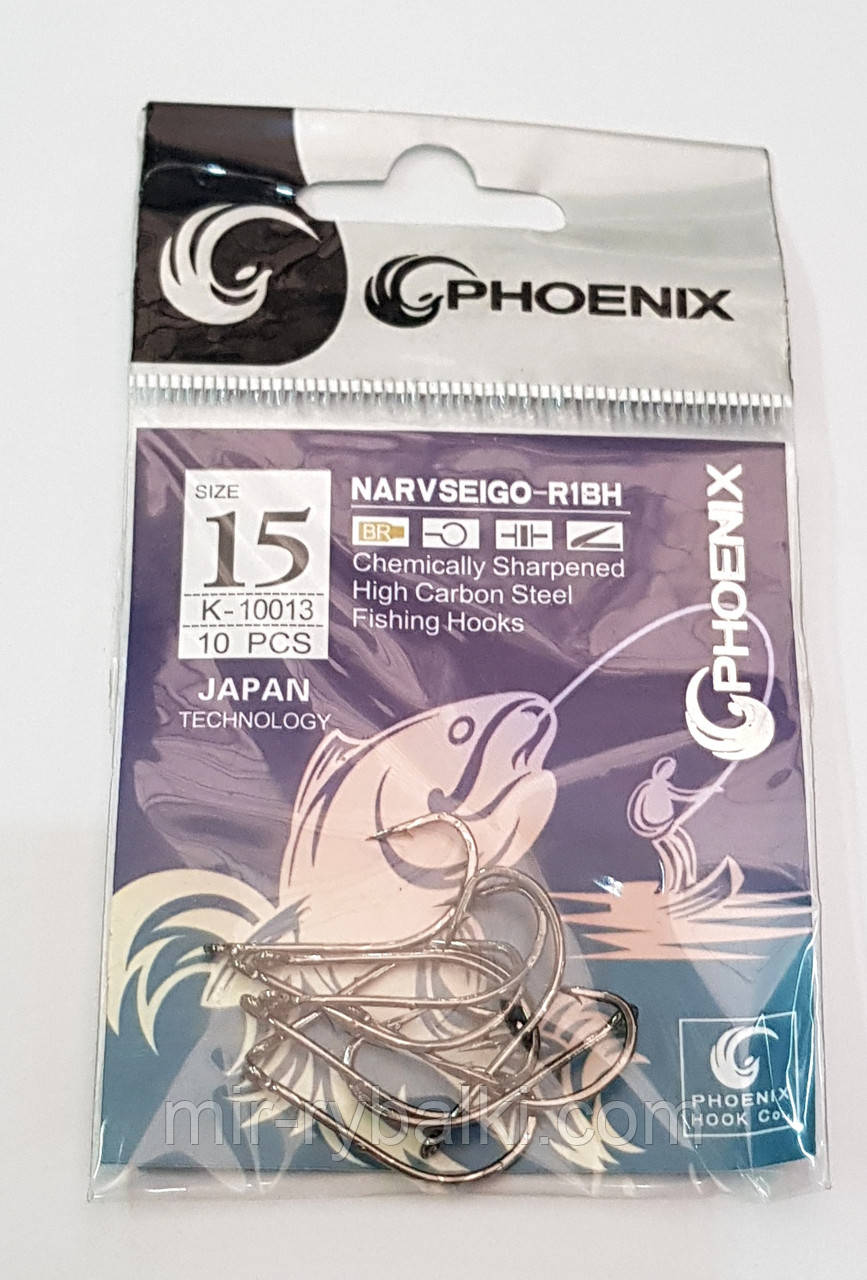 PHOENIX
SIZE
15
K-10013
10 PCS
JAPAN
TECHNOLOGY
NARVSEIGO-R1BH
BR
Chemically Sharpened
High Carbon Steel
Fishing Hooks
PHOENIX
PHOENIX
HOOK Co.,
mir-rybalki.com